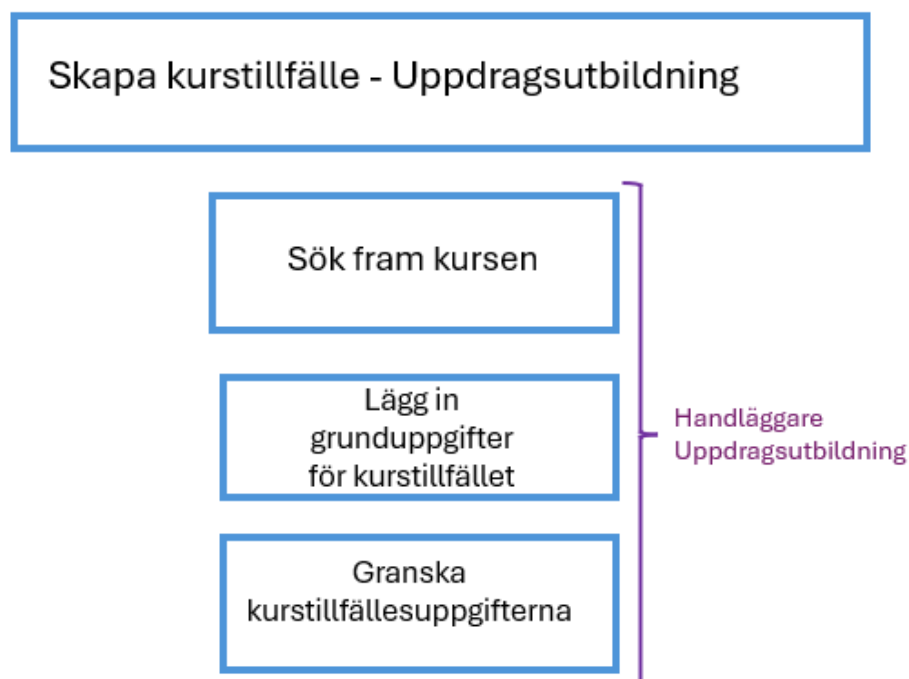 Skapa kurstillfälle - Uppdragsutbildning
Sök fram kursen
Lägg in
grunduppgifter
för kurstillfället
Handläggare
Uppdragsutbildning
Granska
kurstillfällesuppgifterna